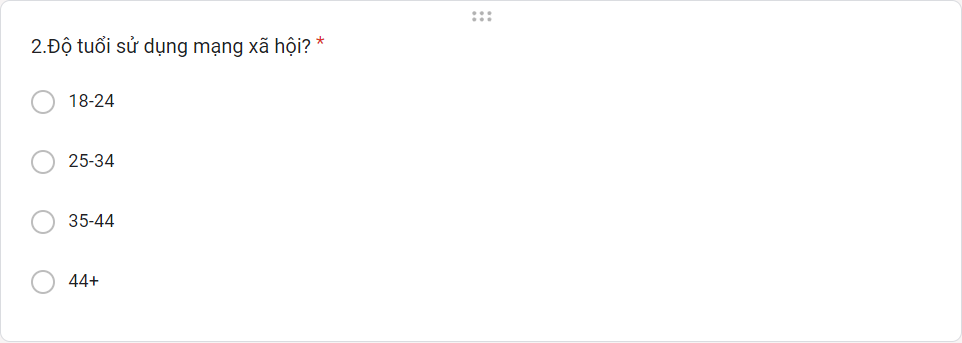 2.Độ tuổi sử dụng mạng xã hội? *
18-24
25-34
35-44
44+